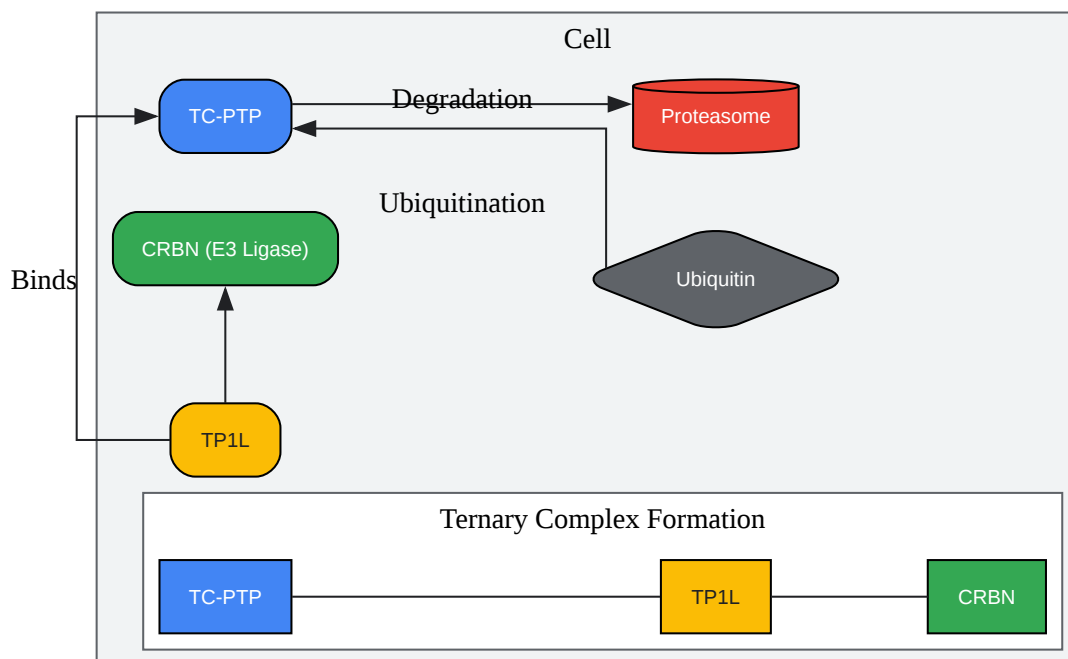 Cell
TC-PTP
Degradation
Proteasome
Ubiquitination
CRBN (E3 Ligase)
Binds
Ubiquitin
TP1L
Ternary Complex Formation
TC-PTP
TP1L
CRBN